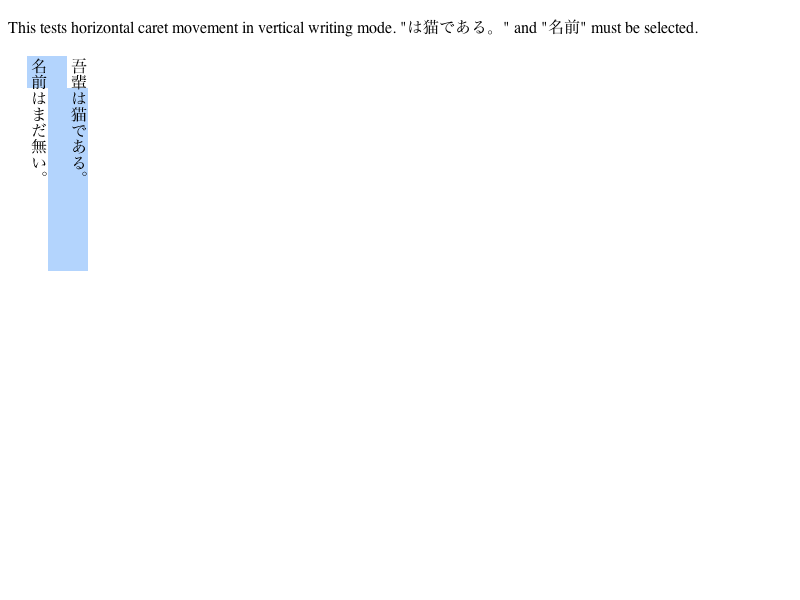 This tests horizontal caret movement in vertical writing mode. "は猫である。" and "名前" must be selected.
吾輩は猫である。
名前はまだ無い。